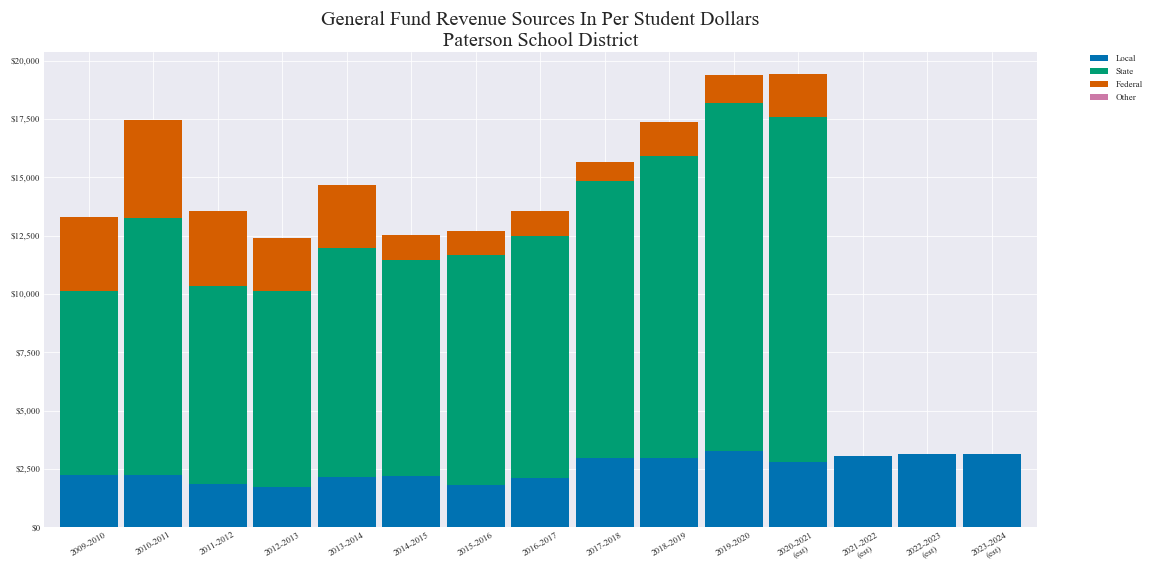 General Fund Revenue Sources In Per Student Dollars
Paterson School District
Local
State
Federal
Other
$20,000
$17,500
$15,000
$12,500
$10,000
$7,500
$5,000
$2,500
$0
2009-2010
2010-2011
2011-2012
2012-2013
2013-2014
2014-2015
2015-2016
2016-2017
2017-2018
2018-2019
2019-2020
2020-2021
(est)
2021-2022
(est)
2022-2023
(est)
2023-2024
(est)